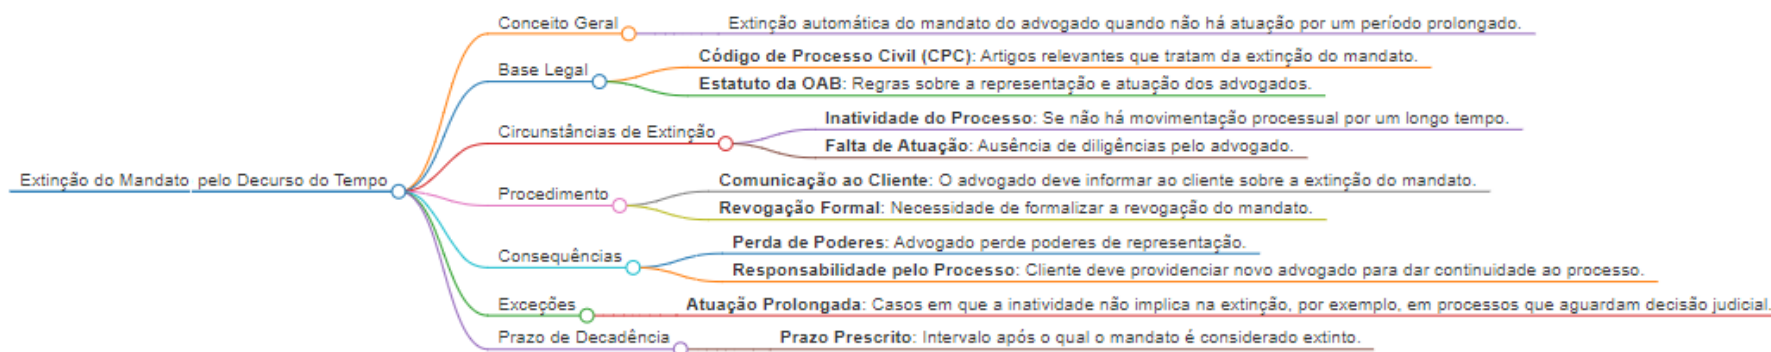 Extinção do Mandato pelo Decurso do Tempo
Conceito Geral
Extinção automática do mandato do advogado quando não há atuação por um período prolongado.
Base Legal
Código de Processo Civil (CPC): Artigos relevantes que tratam da extinção do mandato.
Estatuto da OAB: Regras sobre a representação e atuação dos advogados.
Circunstâncias de Extinção
Inatividade do Processo: Se não há movimentação processual por um longo tempo.
Falta de Atuação: Ausência de diligências pelo advogado.
Procedimento
Comunicação ao Cliente: O advogado deve informar ao cliente sobre a extinção do mandato.
Revogação Formal: Necessidade de formalizar a revogação do mandato.
Consequências
Perda de Poderes: Advogado perde poderes de representação.
Responsabilidade pelo Processo: Cliente deve providenciar novo advogado para dar continuidade ao processo.
Exceções
Atuação Prolongada: Casos em que a inatividade não implica na extinção, por exemplo, em processos que aguardam decisão judicial.
Prazo de Decadência
Prazo Prescrito: Intervalo após o qual o mandato é considerado extinto.